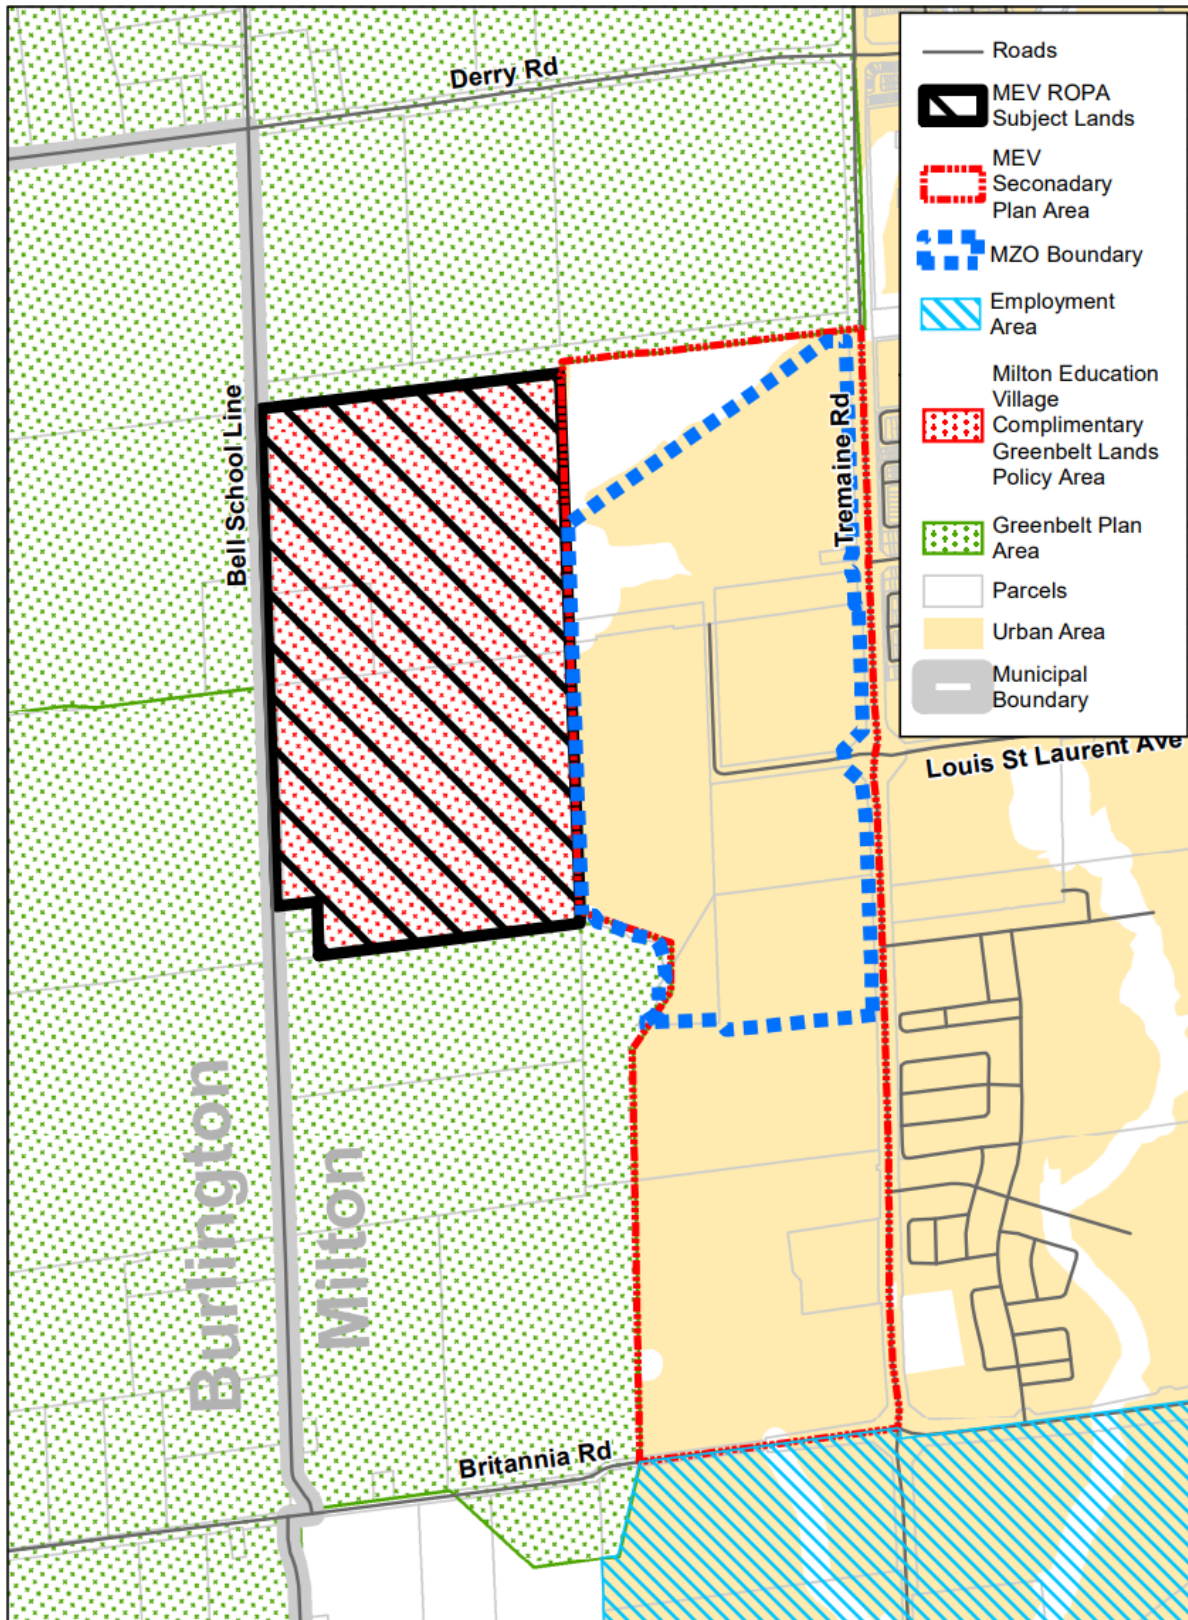 Derry Rd
Roads
MEV ROPA
Subject Lands
MEV
Seconadary
Plan Area
MZO Boundary
Employment
Area
Milton Education
Village
Complimentary
Greenbelt Lands
Policy Area
Greenbelt Plan
Area
Parcels
Urban Area
Municipal
Boundary
Bell School Line
Tremaine Rd
Louis St Laurent Ave
Burlington
Milton
Britannia Rd